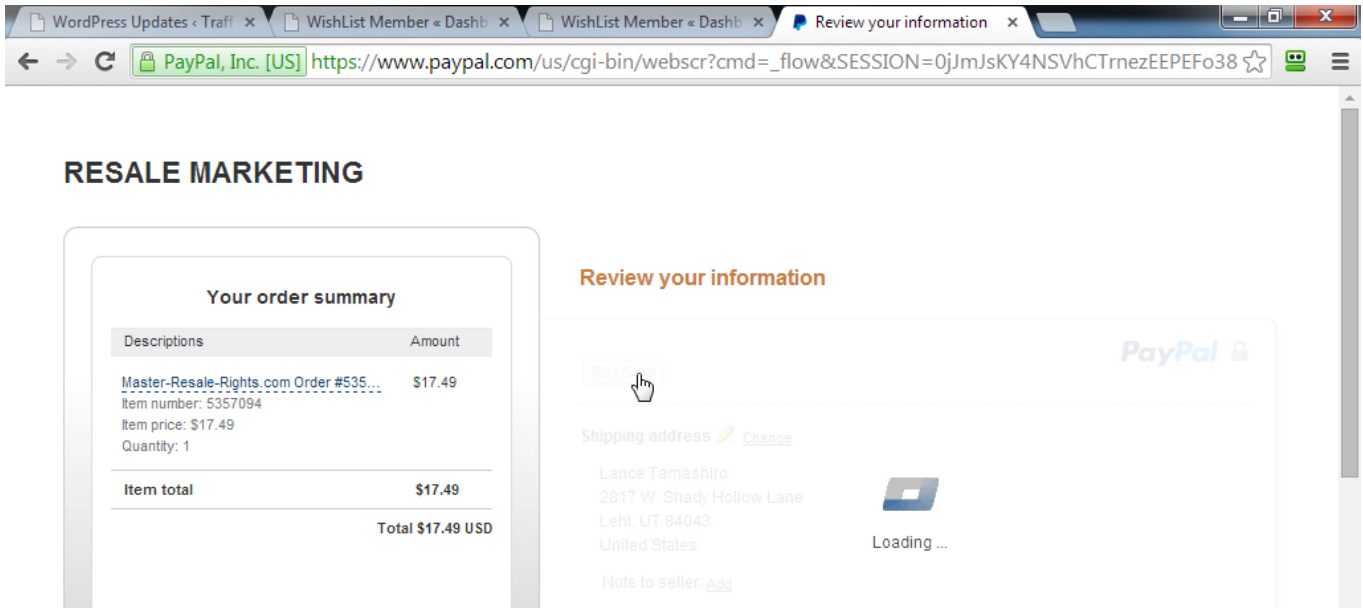 WordPress Updates ‹ Traff
WishList Member « Dashb
WishList Member « Dashb
Review your information
PayPal, Inc. [US] https://www.paypal.com/us/cgi-bin/webscr?cmd=_flow&SESSION=0jJmJsKY4NSVhCTrnezEEPEFo38
RESALE MARKETING
Your order summary
Descriptions Amount
Master-Resale-Rights.com Order #535... $17.49
Item number: 5357094
Item price: $17.49
Quantity: 1
Item total $17.49
Total $17.49 USD
Review your information
PayPal
Pay Now
Shipping address Change
Lance Tamashiro
2817 W. Shady Hollow Lane
Lehi, UT 84043
United States
Note to seller: Add
Loading ...